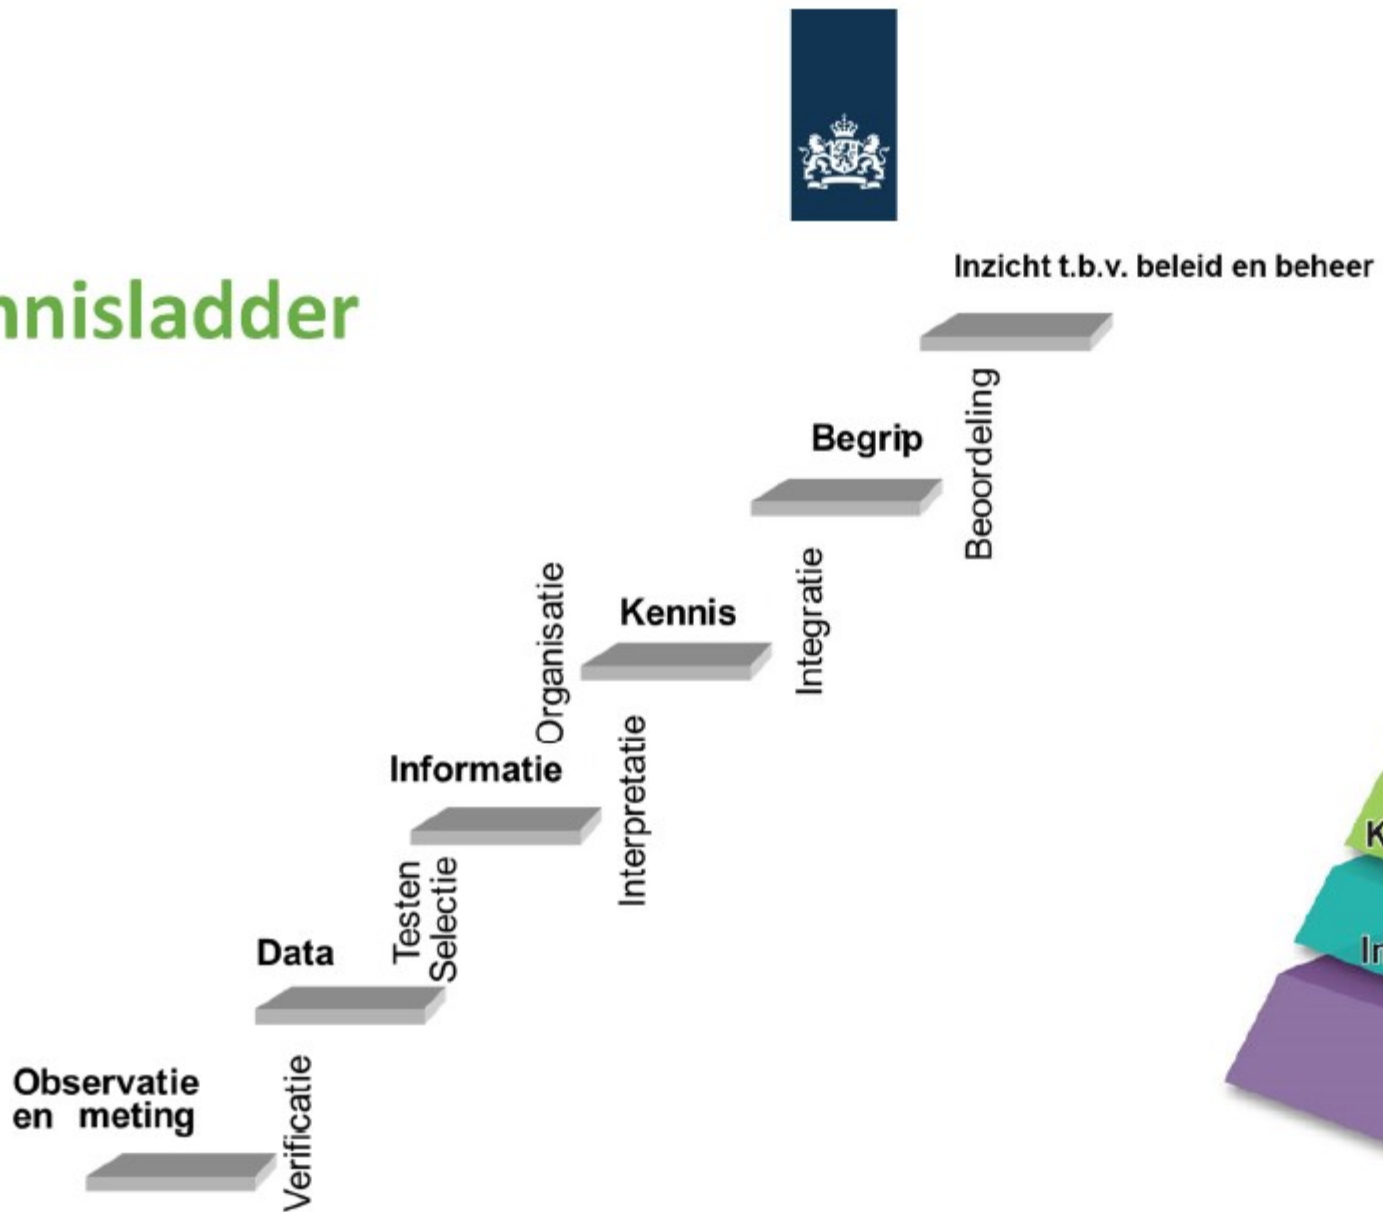 nnisladder
Inzicht t.b.v. beleid en beheer
Beoordeling
Begrip
Integratie
Kennis
Organisatie
Interpretatie
Informatie
Testen
Selectie
Data
Verificatie
Observatie
en meting
K
In